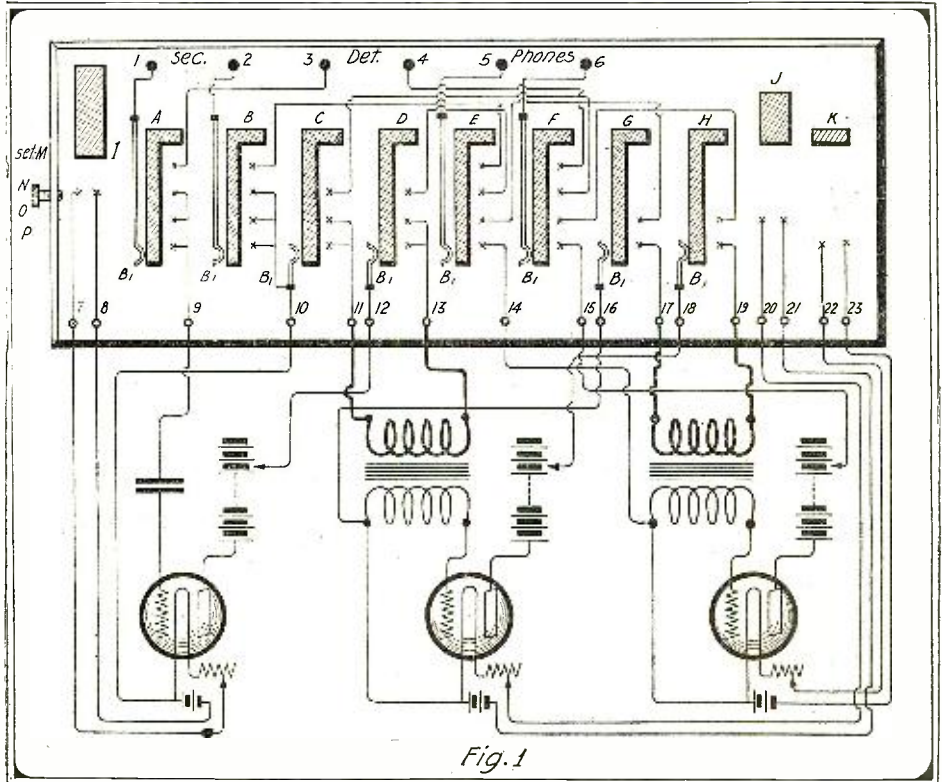 1 Sec. 2 3 Det. 4 5 Phones 6
I A B C D E F G H J K
set: M
N
O
P
B1 B1 B1 B1 B1 B1 B1 B1
7 8 9 10 11 12 13 14 15 16 17 18 19 20 21 22 23
Fig. 1